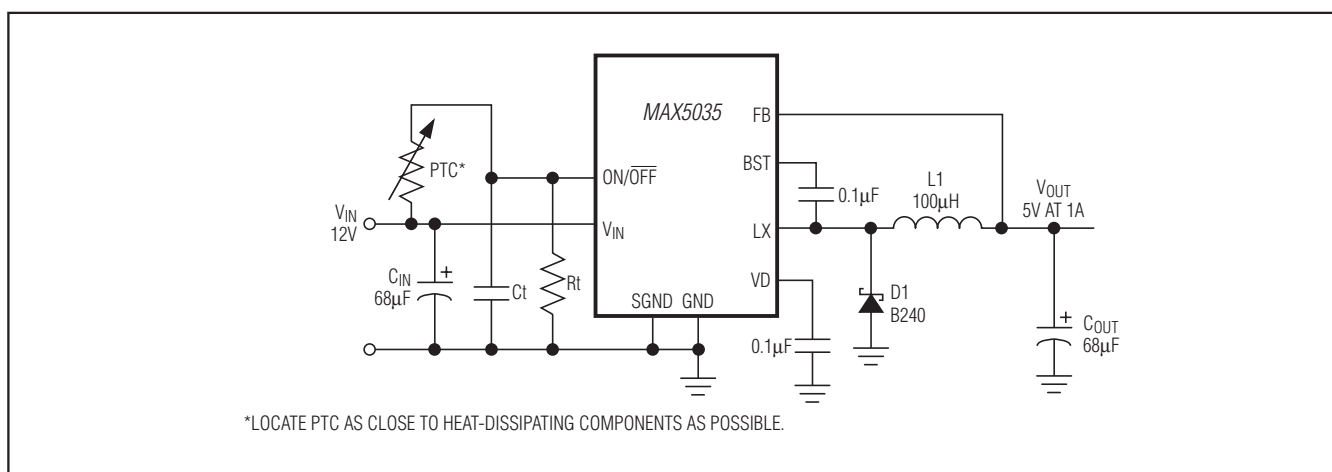 MAX5035
FB
BST
PTC*
ON/OFF
0.1μF
L1
100μH
VOUT
5V AT 1A
VIN
12V
VIN
LX
CIN
68μF
+
Ct
Rt
VD
SGND GND
D1
B240
0.1μF
+
COUT
68μF
*LOCATE PTC AS CLOSE TO HEAT-DISSIPATING COMPONENTS AS POSSIBLE.